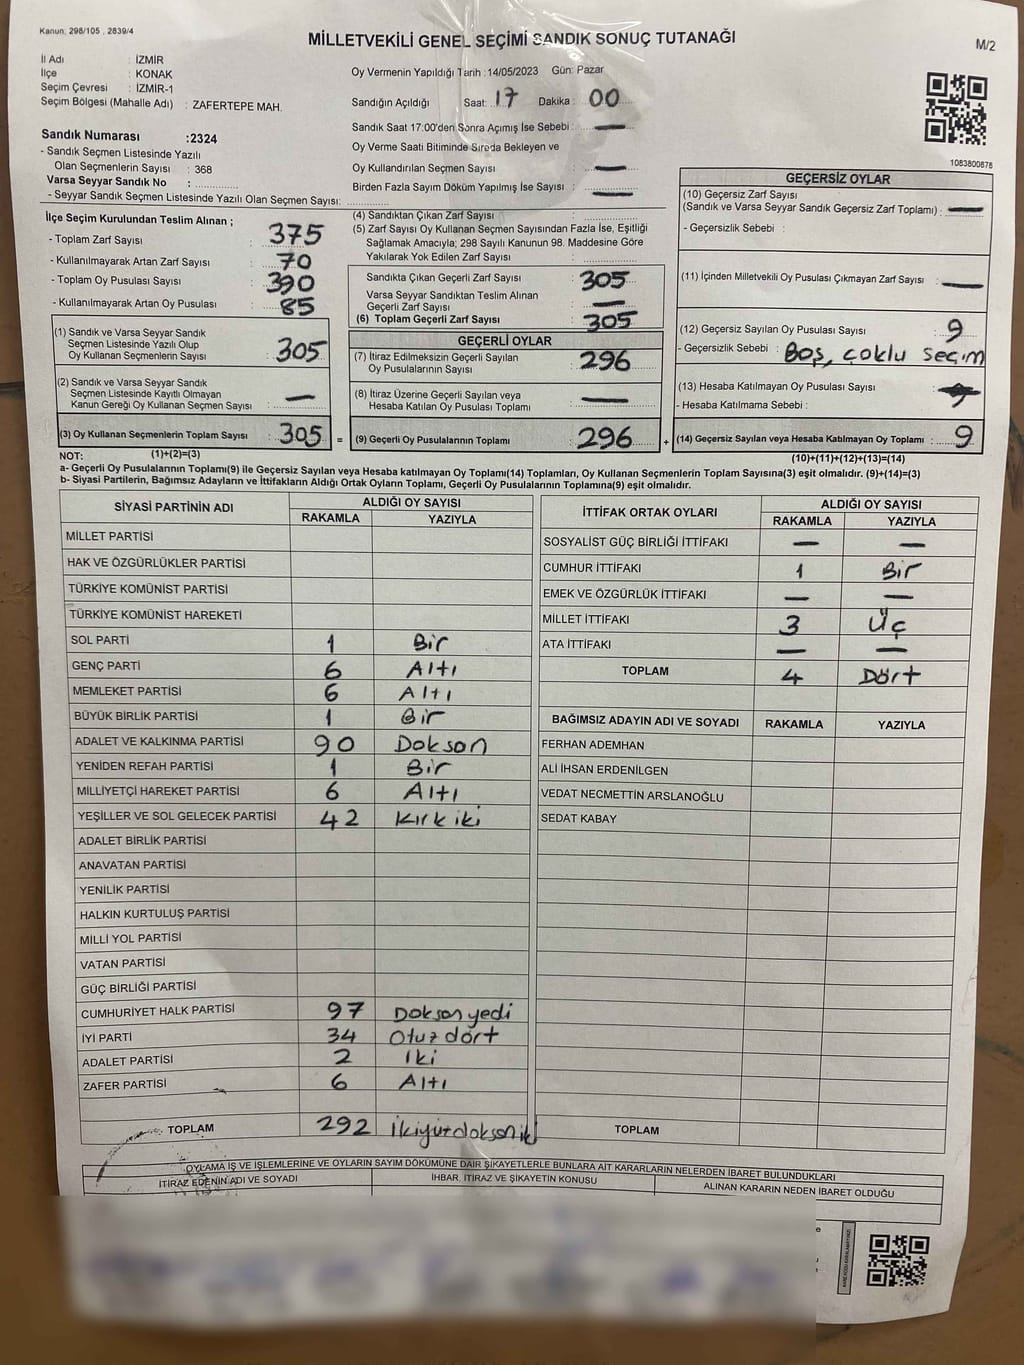 Kanun: 298/105 , 2839/4
MİLLETVEKİLİ GENEL SEÇİMİ SANDIK SONUÇ TUTANAĞI
M/2
İl Adı : İZMİR
İlçe : KONAK
Seçim Çevresi : İZMİR-1
Seçim Bölgesi (Mahalle Adı) : ZAFERTEPE MAH.
Sandık Numarası :2324
- Sandık Seçmen Listesinde Yazılı
Olan Seçmenlerin Sayısı : 368
Varsa Seyyar Sandık No :
- Seyyar Sandık Seçmen Listesinde Yazılı Olan Seçmen Sayısı:
Oy Vermenin Yapıldığı Tarih :14/05/2023 Gün: Pazar
Sandığın Açıldığı Saat: 17 Dakika : 00
Sandık Saat 17:00'den Sonra Açımış İse Sebebi : —
Oy Verme Saati Bitiminde Sırada Bekleyen ve
Oy Kullandırılan Seçmen Sayısı : —
Birden Fazla Sayım Döküm Yapılmış İse Sayısı : —
1083800878
İlçe Seçim Kurulundan Teslim Alınan ;
- Toplam Zarf Sayısı : 375
- Kullanılmayarak Artan Zarf Sayısı : 70
- Toplam Oy Pusulası Sayısı : 390
- Kullanılmayarak Artan Oy Pusulası : 85
(1) Sandık ve Varsa Seyyar Sandık
Seçmen Listesinde Yazılı Olup
Oy Kullanan Seçmenlerin Sayısı : 305
(2) Sandık ve Varsa Seyyar Sandık
Seçmen Listesinde Kayıtlı Olmayan
Kanun Gereği Oy Kullanan Seçmen Sayısı : —
(3) Oy Kullanan Seçmenlerin Toplam Sayısı : 305 =
(4) Sandıktan Çıkan Zarf Sayısı :
(5) Zarf Sayısı Oy Kullanan Seçmen Sayısından Fazla İse, Eşitliği
Sağlamak Amacıyla; 298 Sayılı Kanunun 98. Maddesine Göre
Yakılarak Yok Edilen Zarf Sayısı :
Sandıkta Çıkan Geçerli Zarf Sayısı : 305
Varsa Seyyar Sandıktan Teslim Alınan
Geçerli Zarf Sayısı : —
(6) Toplam Geçerli Zarf Sayısı : 305
GEÇERLİ OYLAR
(7) İtiraz Edilmeksizin Geçerli Sayılan
Oy Pusulalarının Sayısı : 296
(8) İtiraz Üzerine Geçerli Sayılan veya
Hesaba Katılan Oy Pusulası Toplamı : —
(9) Geçerli Oy Pusulalarının Toplamı : 296 +
GEÇERSİZ OYLAR
(10) Geçersiz Zarf Sayısı
(Sandık ve Varsa Seyyar Sandık Geçersiz Zarf Toplamı) : —
- Geçersizlik Sebebi :
(11) İçinden Milletvekili Oy Pusulası Çıkmayan Zarf Sayısı : —
(12) Geçersiz Sayılan Oy Pusulası Sayısı : 9
- Geçersizlik Sebebi : Boş, çoklu seçim
(13) Hesaba Katılmayan Oy Pusulası Sayısı :
- Hesaba Katılmama Sebebi :
(14) Geçersiz Sayılan veya Hesaba Katılmayan Oy Toplamı : 9
NOT: (1)+(2)=(3) (10)+(11)+(12)+(13)=(14)
a- Geçerli Oy Pusulalarının Toplamı(9) ile Geçersiz Sayılan veya Hesaba katılmayan Oy Toplamı(14) Toplamları, Oy Kullanan Seçmenlerin Toplam Sayısına(3) eşit olmalıdır. (9)+(14)=(3)
b- Siyasi Partilerin, Bağımsız Adayların ve İttifakların Aldığı Ortak Oyların Toplamı, Geçerli Oy Pusulalarının Toplamına(9) eşit olmalıdır.
SİYASİ PARTİNİN ADI ALDIĞI OY SAYISI
RAKAMLA YAZIYLA
MİLLET PARTİSİ
HAK VE ÖZGÜRLÜKLER PARTİSİ
TÜRKİYE KOMÜNİST PARTİSİ
TÜRKİYE KOMÜNİST HAREKETİ
SOL PARTİ 1 Bir
GENÇ PARTİ 6 Altı
MEMLEKET PARTİSİ 6 Altı
BÜYÜK BİRLİK PARTİSİ 1 Bir
ADALET VE KALKINMA PARTİSİ 90 Dokson
YENİDEN REFAH PARTİSİ 1 Bir
MİLLİYETÇİ HAREKET PARTİSİ 6 Altı
YEŞİLLER VE SOL GELECEK PARTİSİ 42 Kırk iki
ADALET BİRLİK PARTİSİ
ANAVATAN PARTİSİ
YENİLİK PARTİSİ
HALKIN KURTULUŞ PARTİSİ
MİLLİ YOL PARTİSİ
VATAN PARTİSİ
GÜÇ BİRLİĞİ PARTİSİ
CUMHURİYET HALK PARTİSİ 97 Doksan yedi
İYİ PARTİ 34 Otuz dört
ADALET PARTİSİ 2 İki
ZAFER PARTİSİ 6 Altı
TOPLAM 292 İkiyüzdoksaniki
İTTİFAK ORTAK OYLARI ALDIĞI OY SAYISI
RAKAMLA YAZIYLA
SOSYALİST GÜÇ BİRLİĞİ İTTİFAKI — —
CUMHUR İTTİFAKI 1 Bir
EMEK VE ÖZGÜRLÜK İTTİFAKI — —
MİLLET İTTİFAKI 3 Üç
ATA İTTİFAKI — —
TOPLAM 4 Dört
BAĞIMSIZ ADAYIN ADI VE SOYADI RAKAMLA YAZIYLA
FERHAN ADEMHAN
ALİ İHSAN ERDENİLGEN
VEDAT NECMETTİN ARSLANOĞLU
SEDAT KABAY
TOPLAM
OYLAMA İŞ VE İŞLEMLERİNE VE OYLARIN SAYIM DÖKÜMÜNE DAİR ŞİKAYETLERLE BUNLARA AİT KARARLARIN NELERDEN İBARET BULUNDUKLARI
İTİRAZ EDENİN ADI VE SOYADI İHBAR, İTİRAZ VE ŞİKAYETİN KONUSU ALINAN KARARIN NEDEN İBARET OLDUĞU